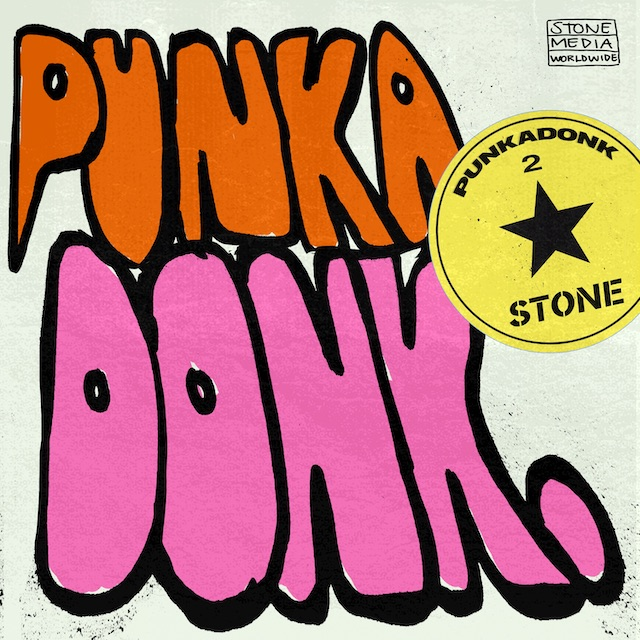 STONE
MEDIA
WORLDWIDE
PUNKA
DONK.
PUNKADONK
2
STONE